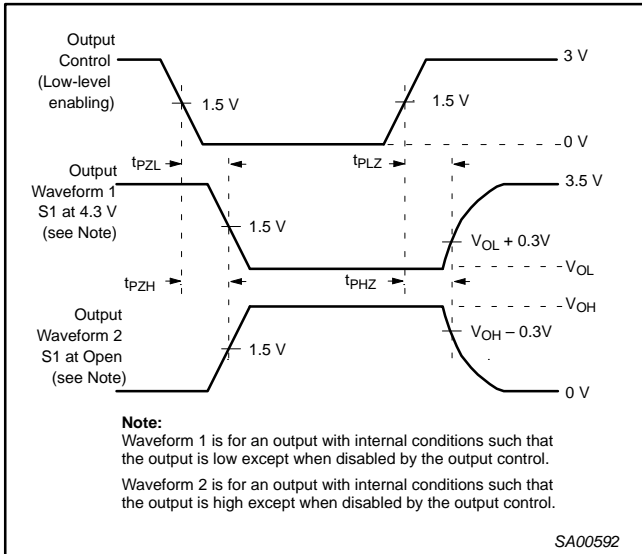 Output
Control
(Low-level
enabling)
3 V
1.5 V
1.5 V
0 V
tPZL
tPLZ
Output
Waveform 1
S1 at 4.3 V
(see Note)
3.5 V
1.5 V
VOL + 0.3V
VOL
tPZH
tPHZ
VOH
Output
Waveform 2
S1 at Open
(see Note)
VOH – 0.3V
1.5 V
0 V
Note:
Waveform 1 is for an output with internal conditions such that
the output is low except when disabled by the output control.
Waveform 2 is for an output with internal conditions such that
the output is high except when disabled by the output control.
SA00592